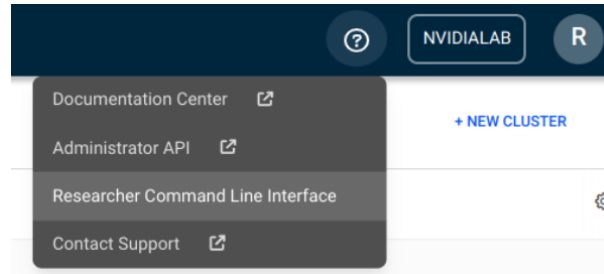 ?
NVIDIALAB
R
Documentation Center
+ NEW CLUSTER
Administrator API
Researcher Command Line Interface
Contact Support